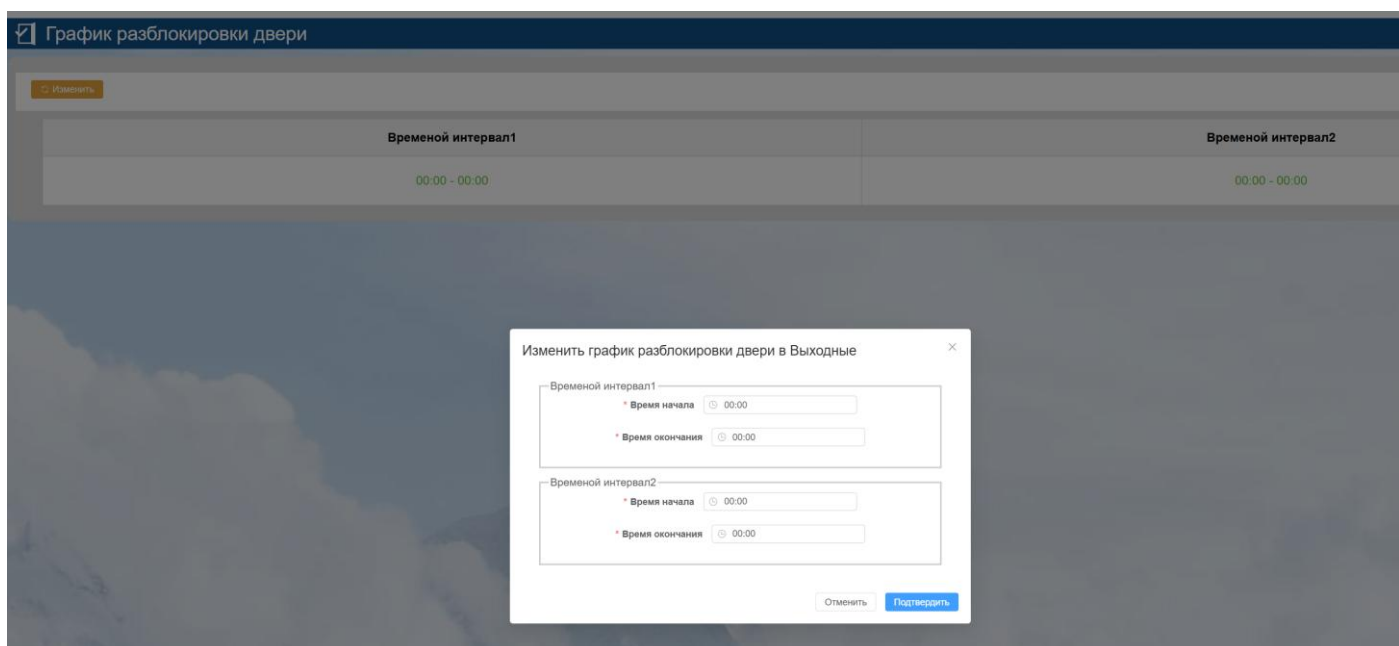 График разблокировки двери
Изменить
Временой интервал1 Временой интервал2
00:00 - 00:00 00:00 - 00:00
Изменить график разблокировки двери в Выходные
Временой интервал1
* Время начала 00:00
* Время окончания 00:00
Временой интервал2
* Время начала 00:00
* Время окончания 00:00
Отменить Подтвердить